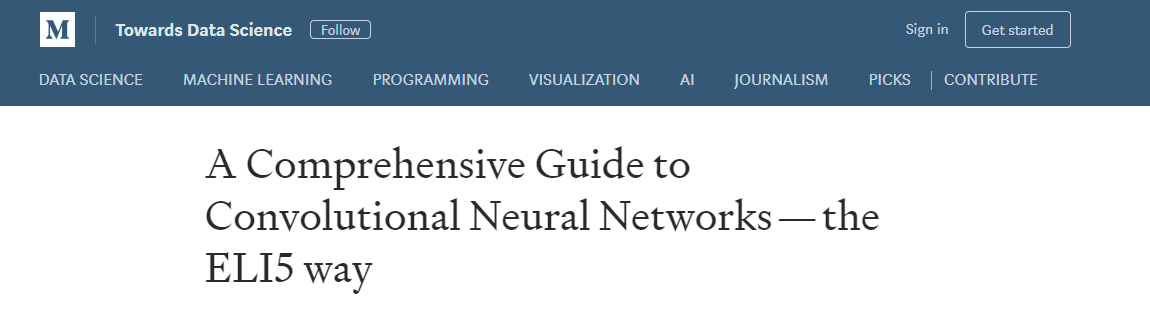 M Towards Data Science Follow Sign in Get started
DATA SCIENCE MACHINE LEARNING PROGRAMMING VISUALIZATION AI JOURNALISM PICKS CONTRIBUTE
A Comprehensive Guide to
Convolutional Neural Networks — the
ELI5 way